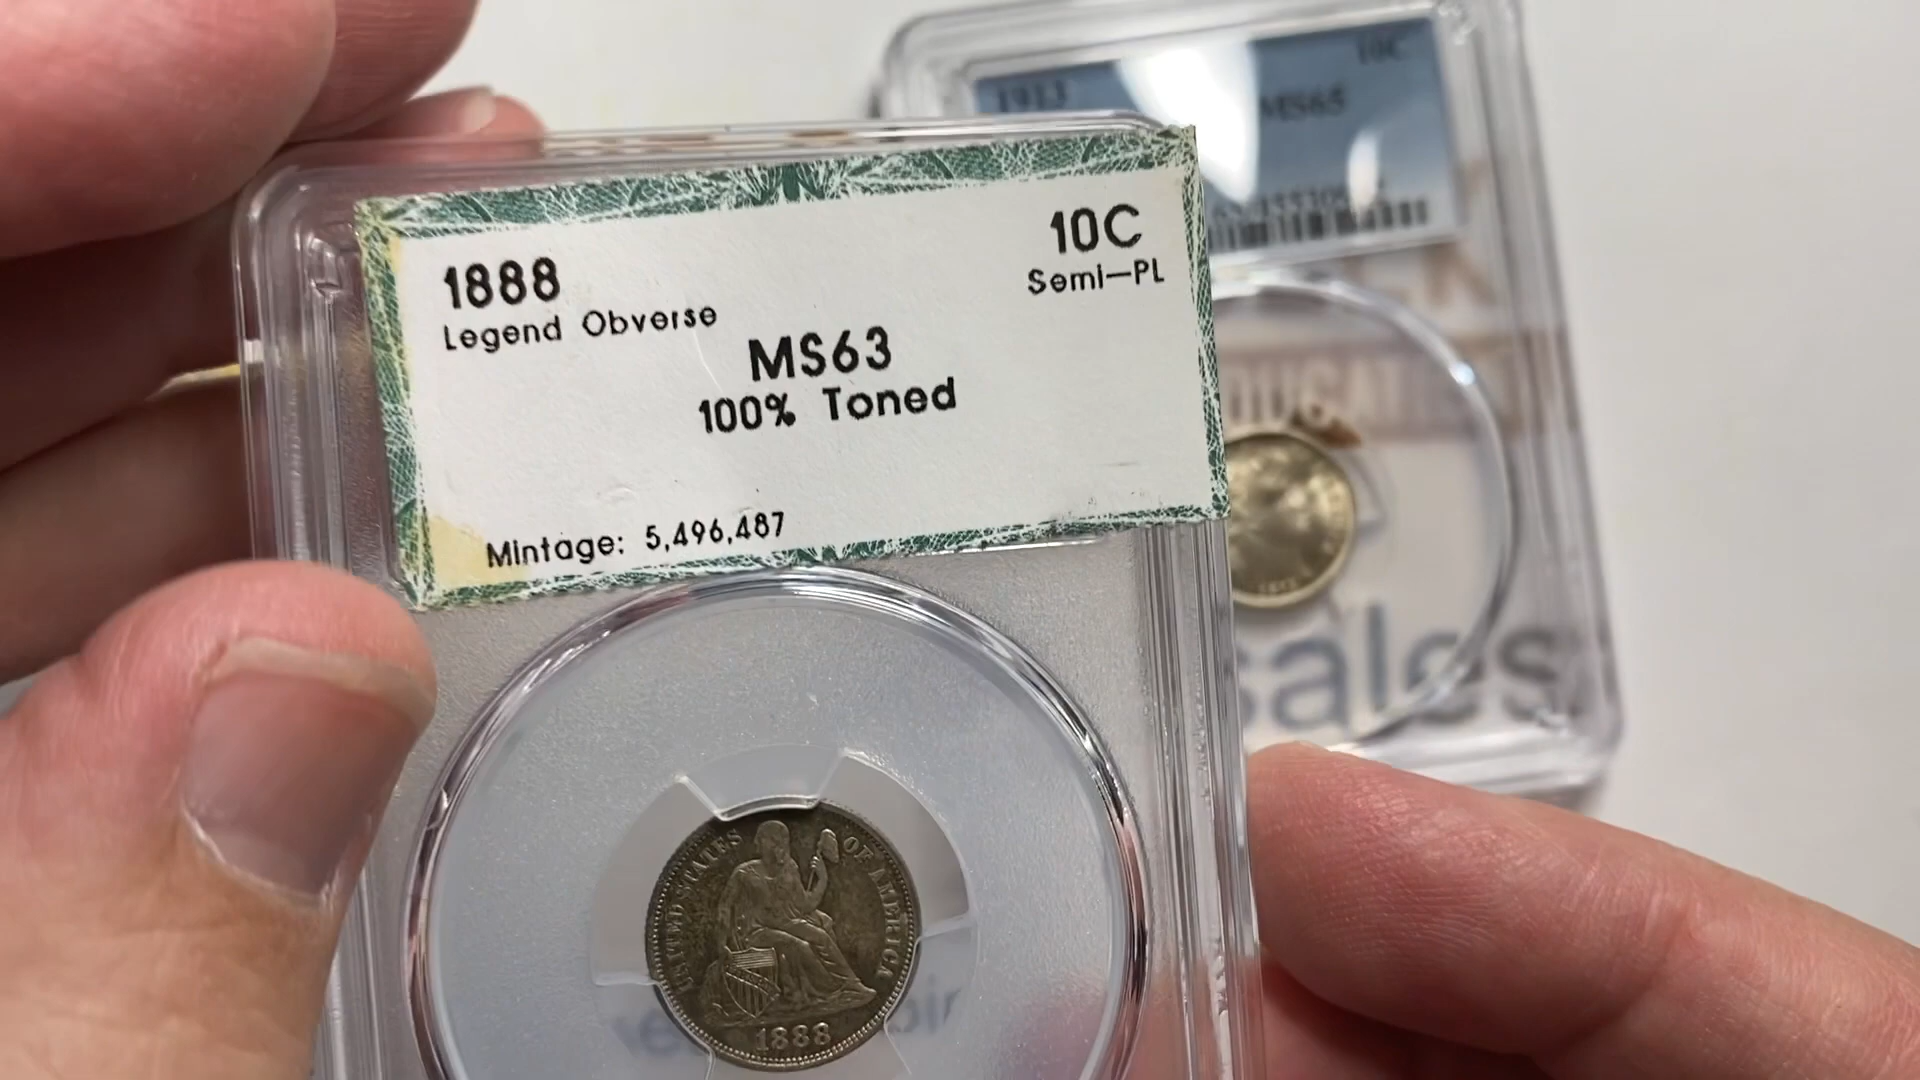 1888
Legend Obverse
10C
Semi-PL
MS63
100% Toned
Mintage: 5,496,487
UNITED STATES OF AMERICA
1888
1913
10C
MS65
sales